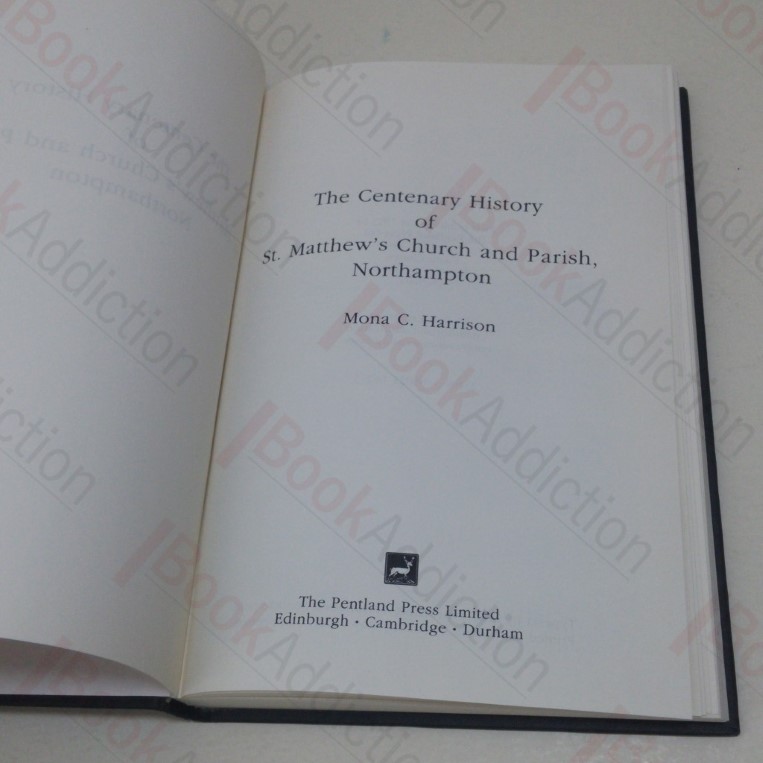 The Centenary History
of
St. Matthew's Church and Parish,
Northampton
Mona C. Harrison
The Pentland Press Limited
Edinburgh · Cambridge · Durham
BookAddiction